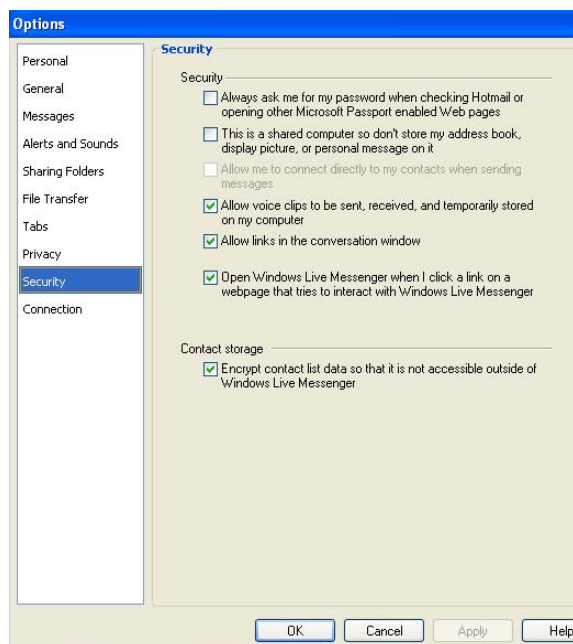 Options
Personal
General
Messages
Alerts and Sounds
Sharing Folders
File Transfer
Tabs
Privacy
Security
Connection
Security
Security
Always ask me for my password when checking Hotmail or
opening other Microsoft Passport enabled Web pages
This is a shared computer so don't store my address book,
display picture, or personal message on it
Allow me to connect directly to my contacts when sending
messages
Allow voice clips to be sent, received, and temporarily stored
on my computer
Allow links in the conversation window
Open Windows Live Messenger when I click a link on a
webpage that tries to interact with Windows Live Messenger
Contact storage
Encrypt contact list data so that it is not accessible outside of
Windows Live Messenger
OK Cancel Apply Help